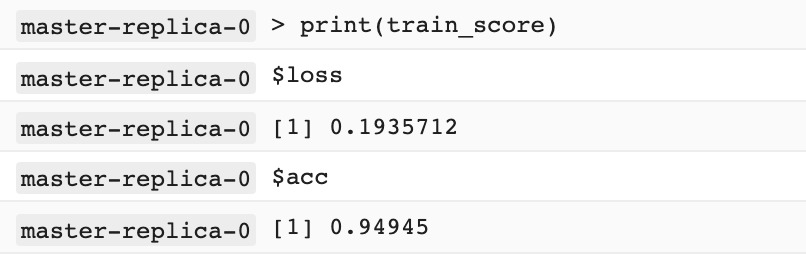 master-replica-0 > print(train_score)
master-replica-0 $loss
master-replica-0 [1] 0.1935712
master-replica-0 $acc
master-replica-0 [1] 0.94945